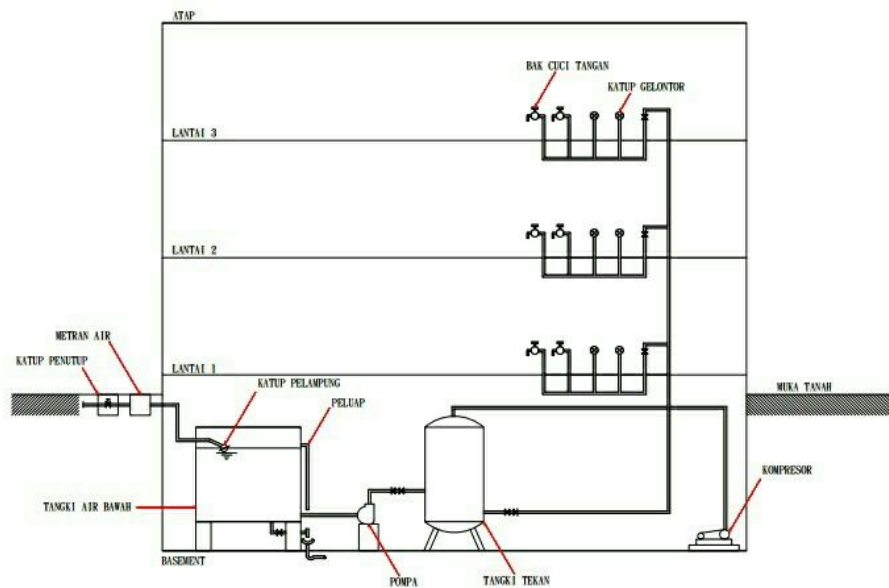 ATAP
BAK CUCI TANGAN
KATUP GELONTOR
LANTAI 3
LANTAI 2
METRAN AIR
KATUP PENUTUP
LANTAI 1
KATUP PELAMPUNG
MUKA TANAH
PELUAP
KOMPRESOR
TANGKI AIR BAWAH
BASEMENT
POMPA
TANGKI TEKAN